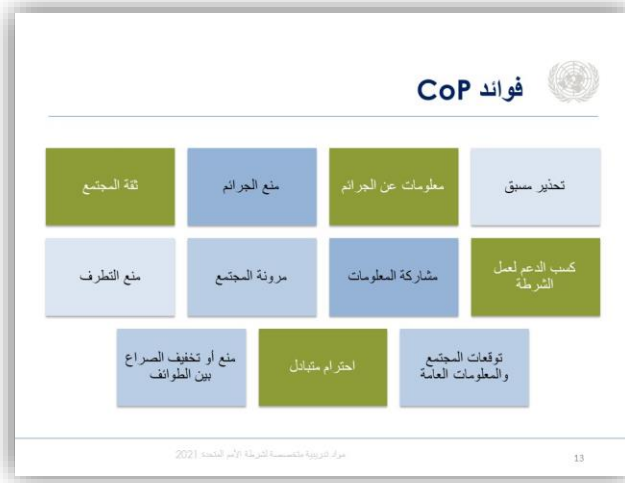 فوائد CoP
تحذير مسبق
معلومات عن الجرائم
منع الجرائم
ثقة المجتمع
كسب الدعم لعمل
الشرطة
مشاركة المعلومات
مرونة المجتمع
منع التطرف
توقعات المجتمع
والمعلومات العامة
احترام متبادل
منع أو تخفيف الصراع
بين الطوائف
مواد تدريبية متخصصة لشرطة الأمم المتحدة 2021
13